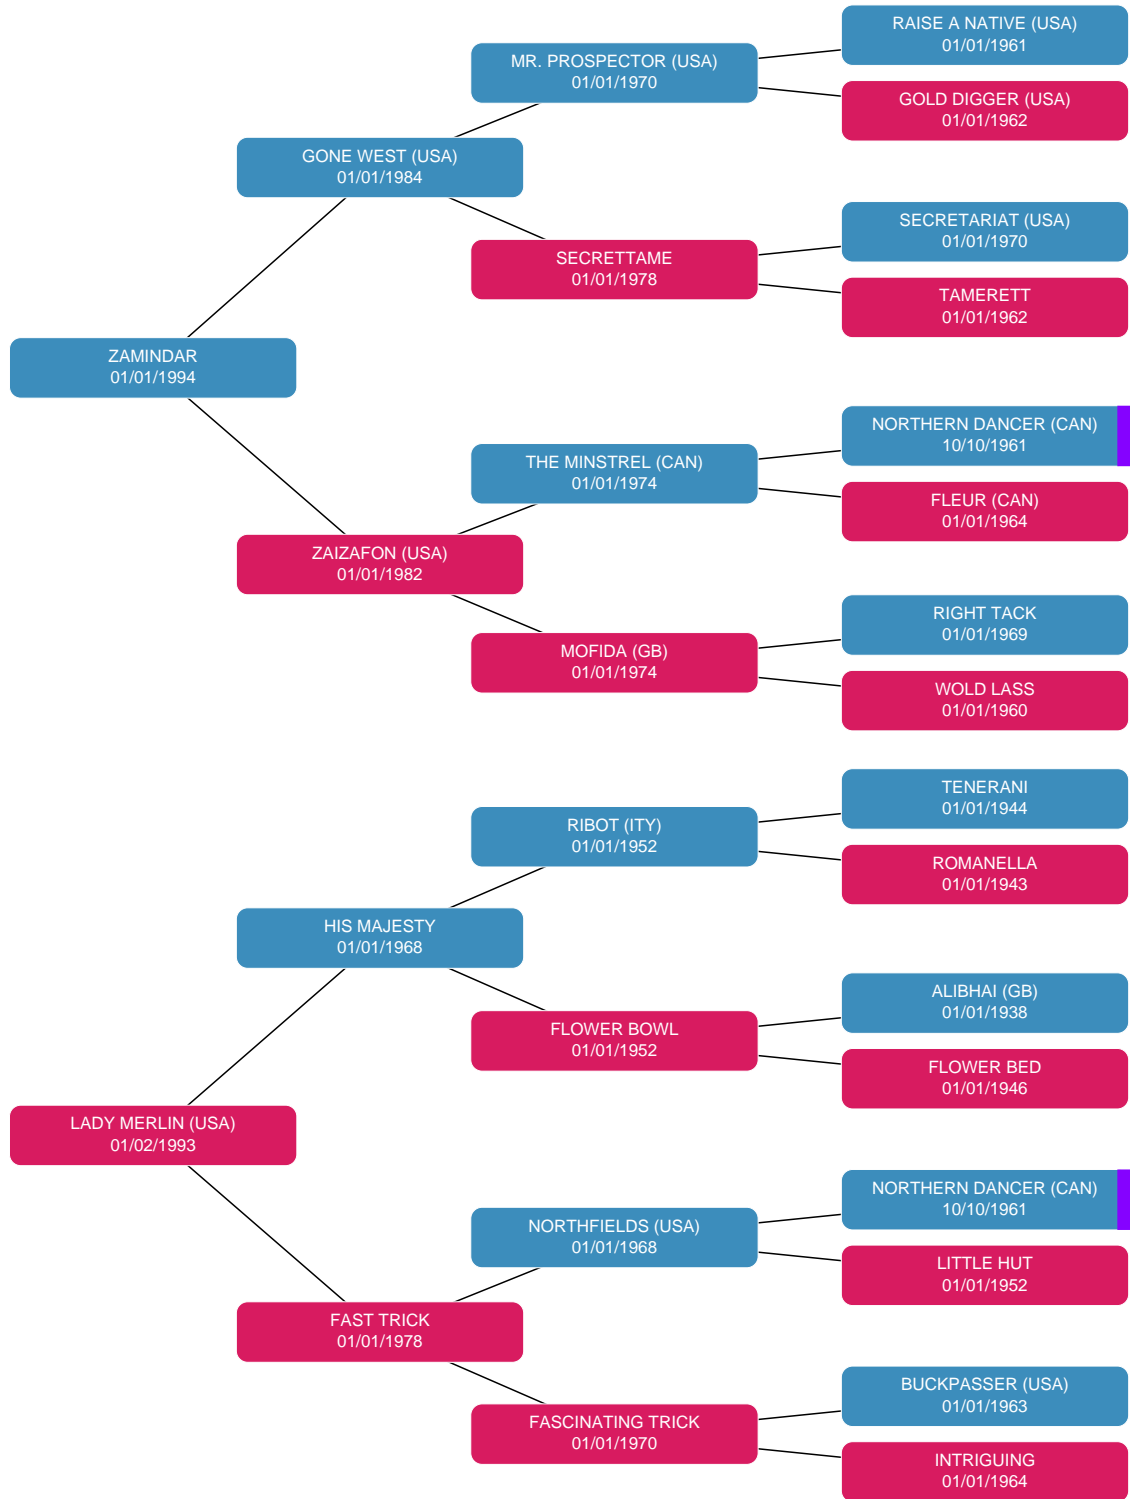 RAISE A NATIVE (USA)
01/01/1961
MR. PROSPECTOR (USA)
01/01/1970
GOLD DIGGER (USA)
01/01/1962
GONE WEST (USA)
01/01/1984
SECRETARIAT (USA)
01/01/1970
SECRETTAME
01/01/1978
TAMERETT
01/01/1962
ZAMINDAR
01/01/1994
NORTHERN DANCER (CAN)
10/10/1961
THE MINSTREL (CAN)
01/01/1974
FLEUR (CAN)
01/01/1964
ZAIZAFON (USA)
01/01/1982
RIGHT TACK
01/01/1969
MOFIDA (GB)
01/01/1974
WOLD LASS
01/01/1960
TENERANI
01/01/1944
RIBOT (ITY)
01/01/1952
ROMANELLA
01/01/1943
HIS MAJESTY
01/01/1968
ALIBHAI (GB)
01/01/1938
FLOWER BOWL
01/01/1952
FLOWER BED
01/01/1946
LADY MERLIN (USA)
01/02/1993
NORTHERN DANCER (CAN)
10/10/1961
NORTHFIELDS (USA)
01/01/1968
LITTLE HUT
01/01/1952
FAST TRICK
01/01/1978
BUCKPASSER (USA)
01/01/1963
FASCINATING TRICK
01/01/1970
INTRIGUING
01/01/1964